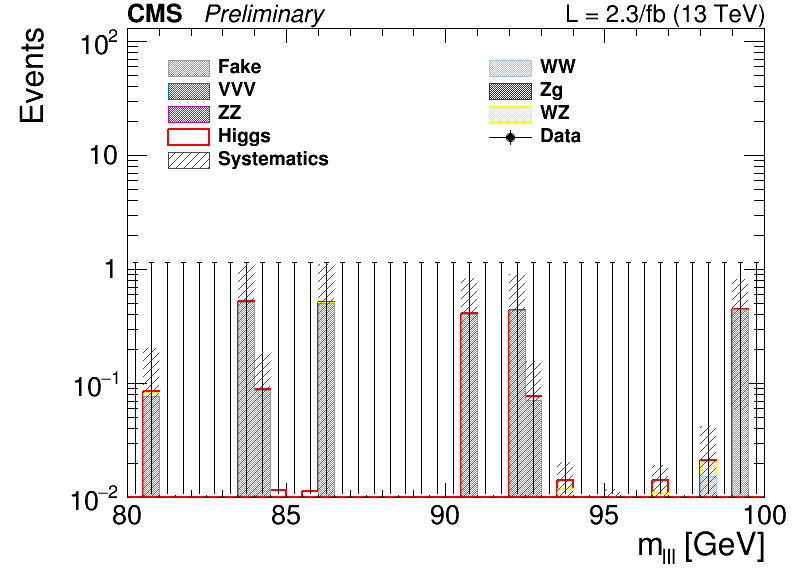 CMS Preliminary L = 2.3/fb (13 TeV)
Events
10²
10
1
10⁻¹
10⁻²
Fake
VVV
ZZ
Higgs
Systematics
WW
Zg
WZ
Data
80 85 90 95 100
m_lll [GeV]